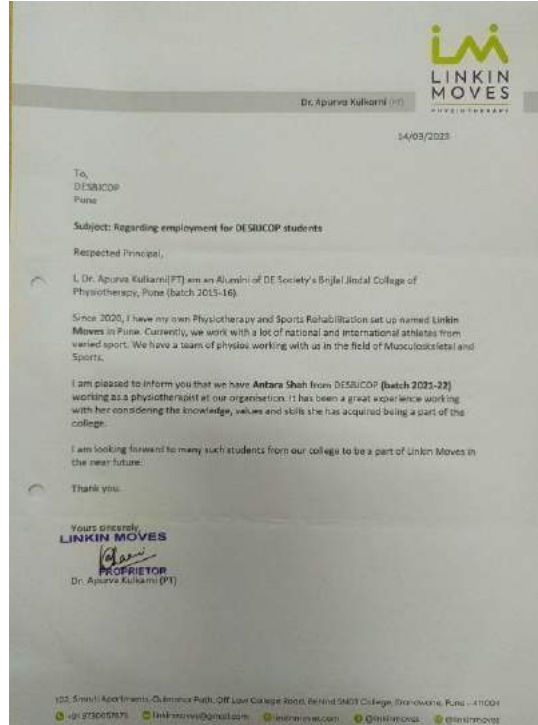 LINKIN
MOVES
PHYSIOTHERAPY
Dr. Apurva Kulkarni (PT)
14/03/2023
To,
DESBJCOP
Pune
Subject: Regarding employment for DESBJCOP students
Respected Principal,
I, Dr. Apurva Kulkarni(PT) am an Alumini of DE Society's Brijlal Jindal College of
Physiotherapy, Pune (batch 2015-16).
Since 2020, I have my own Physiotherapy and Sports Rehabilitation set up named Linkin
Moves in Pune. Currently, we work with a lot of national and international athletes from
varied sport. We have a team of physios working with us in the field of Musculoskeletal and
Sports.
I am pleased to inform you that we have Antara Shah from DESBJCOP (batch 2021-22)
working as a physiotherapist at our organisation. It has been a great experience working
with her considering the knowledge, values and skills she has acquired being a part of the
college.
I am looking forward to many such students from our college to be a part of Linkin Moves in
the near future.
Thank you.
Yours sincerely,
LINKIN MOVES
PROPRIETOR
Dr. Apurva Kulkarni (PT)
Smruti Apartments, Gulmohar Path, Off Law College Road, Behind SNDT College, Erandwane, Pune - 411004
linkinmoves@gmail.com linkinmoves.com @linkinmoves @linkinmoves